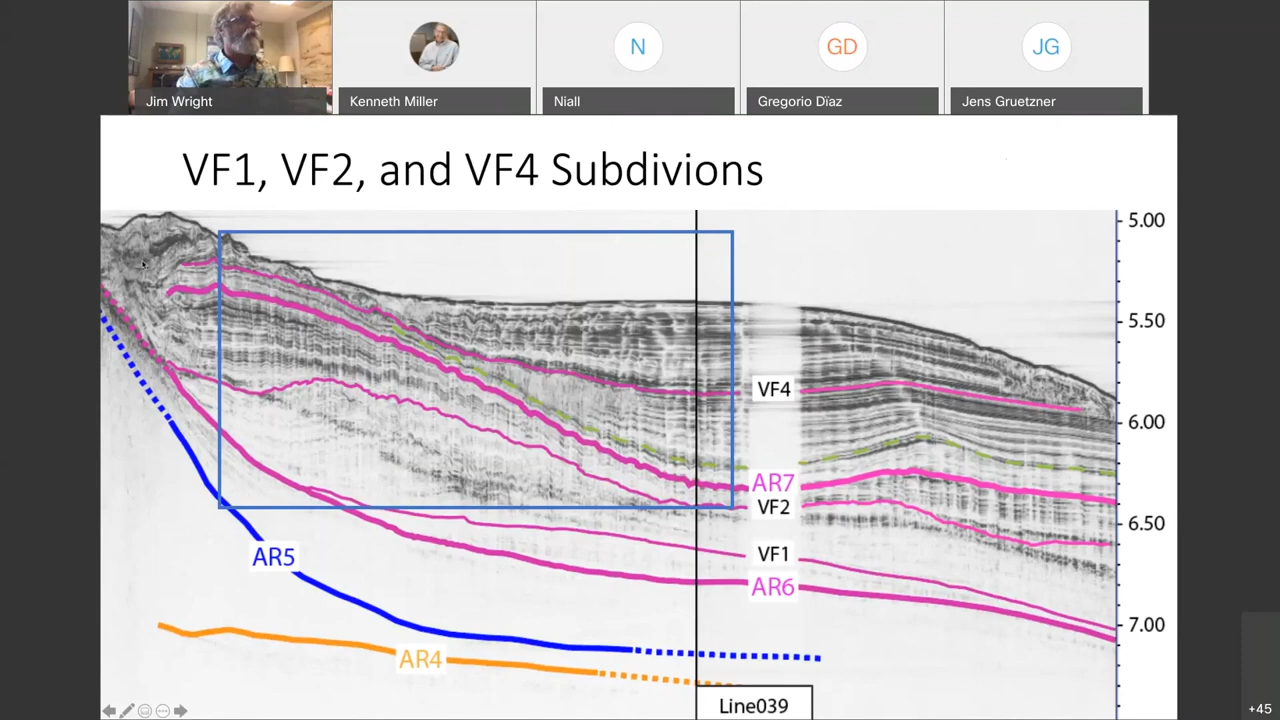 N
GD
JG
Jim Wright
Kenneth Miller
Niall
Gregorio Dïaz
Jens Gruetzner
VF1, VF2, and VF4 Subdivions
5.00
5.50
VF4
6.00
AR7
VF2
6.50
AR5
VF1
AR6
7.00
AR4
Line039
+45